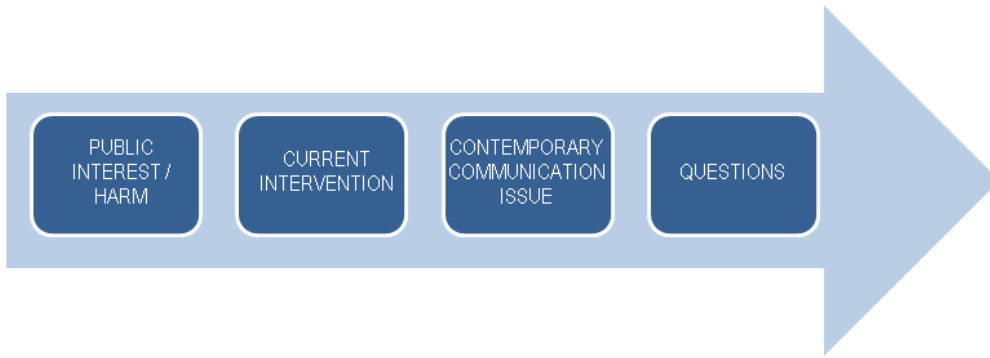 PUBLIC
INTEREST /
HARM
CURRENT
INTERVENTION
CONTEMPORARY
COMMUNICATION
ISSUE
QUESTIONS